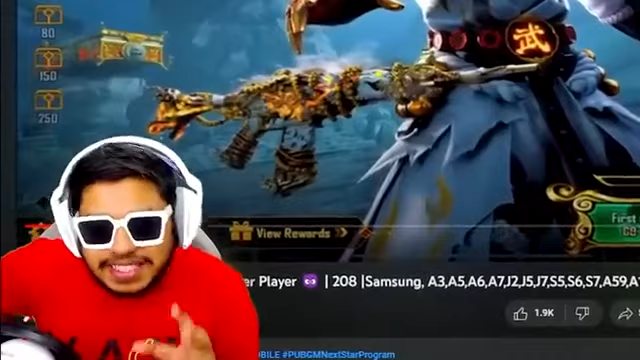 80
150
250
武
View Rewards
First
er Player 😈 | 208 |Samsung, A3,A5,A6,A7,J2,J5,J7,S5,S6,S7,A59,A
1.9K
BILE #PUBGMNextStarProgram